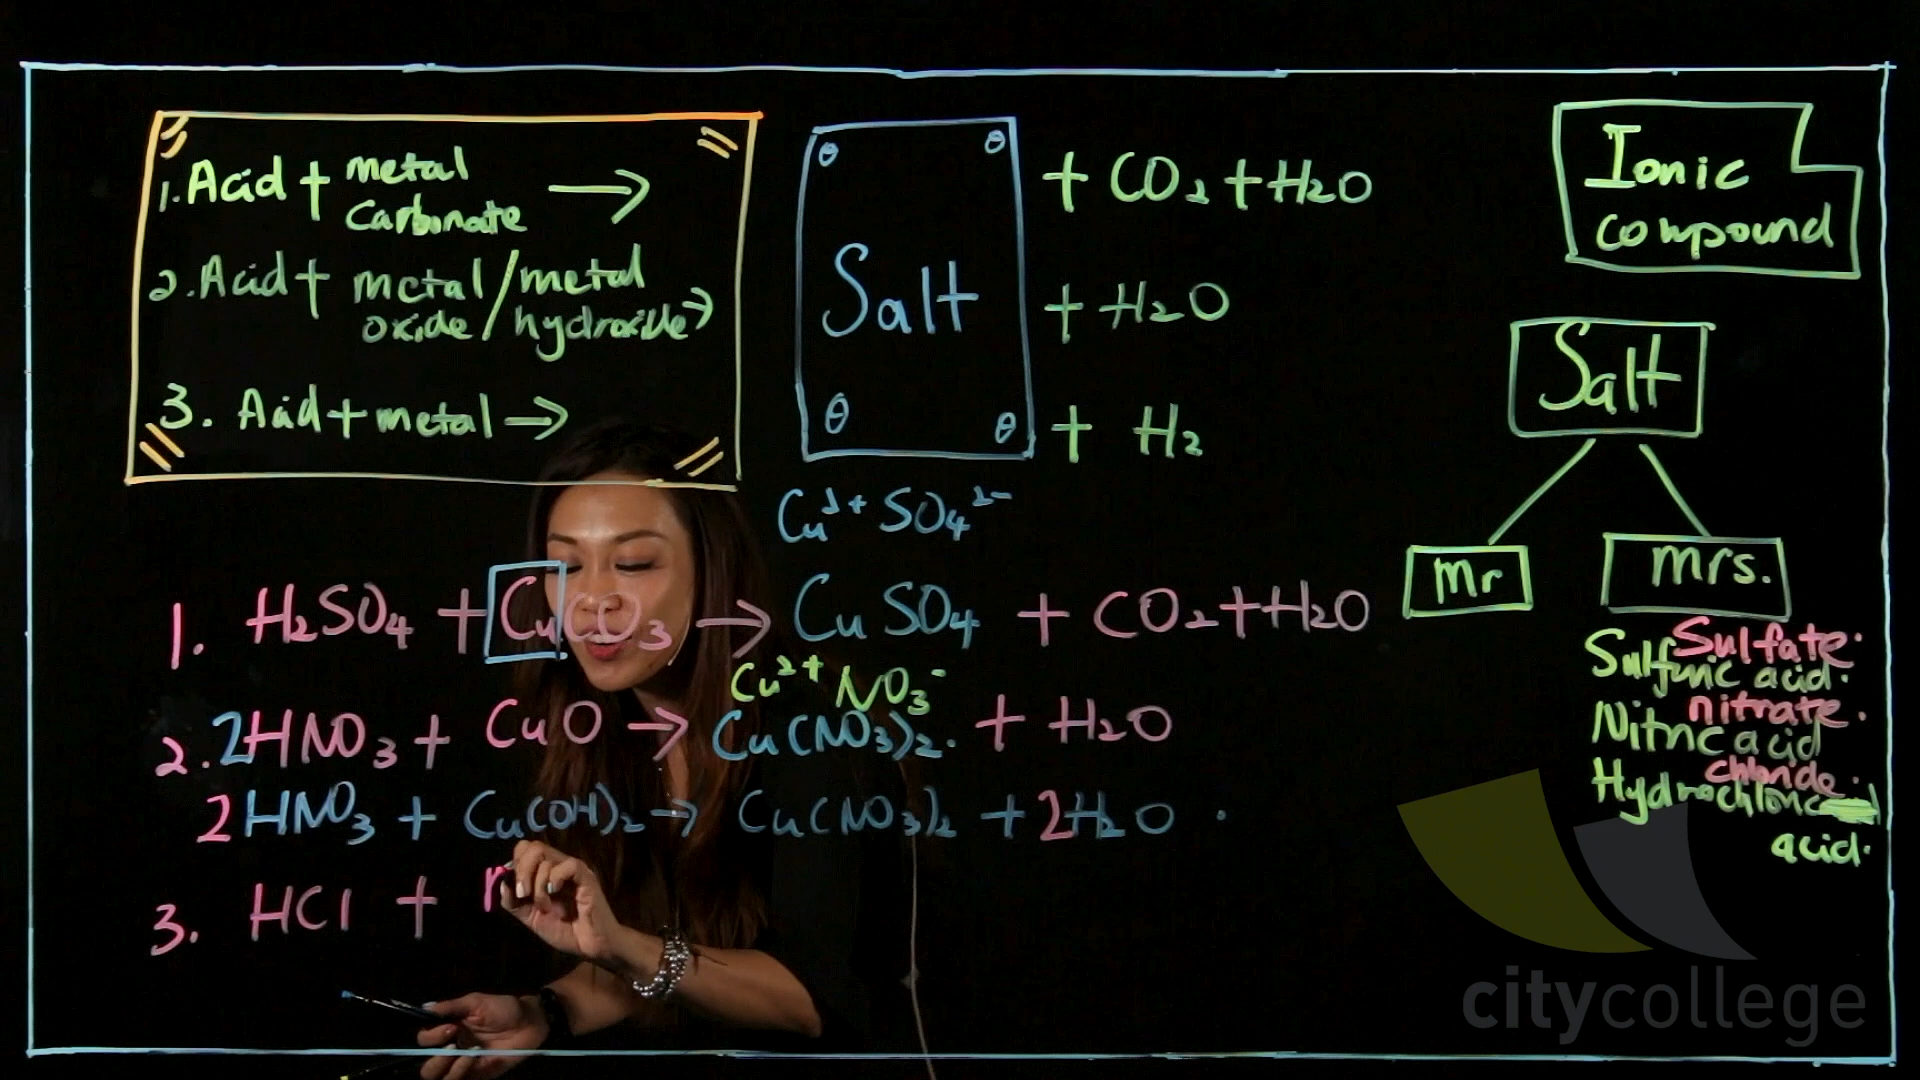 1. Acid + metal carbonate → Salt + CO₂ + H₂O
2. Acid + metal oxide / metal hydroxide → + H₂O
3. Acid + metal → + H₂
Ionic
compound
Salt
Mr
Mrs.
Sulfate.
Sulfuric acid.
nitrate.
Nitric acid
chloride.
Hydrochloric
acid.
Cu²⁺ SO₄²⁻
1. H₂SO₄ + CuCO₃ → CuSO₄ + CO₂ + H₂O
Cu²⁺ NO₃⁻
2. 2HNO₃ + CuO → Cu(NO₃)₂. + H₂O
2HNO₃ + Cu(OH)₂ → Cu(NO₃)₂ + 2H₂O.
3. HCl +
citycollege